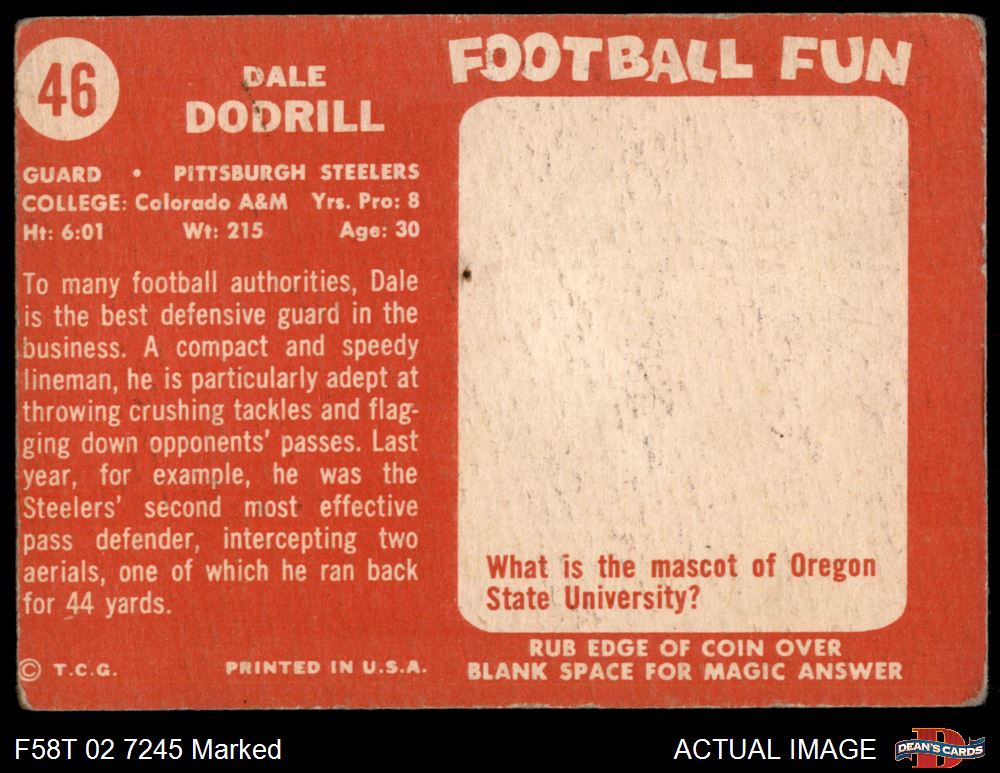 46
DALE
DODRILL
GUARD • PITTSBURGH STEELERS
COLLEGE: Colorado A&M Yrs. Pro: 8
Ht: 6:01 Wt: 215 Age: 30
To many football authorities, Dale
is the best defensive guard in the
business. A compact and speedy
lineman, he is particularly adept at
throwing crushing tackles and flag-
ging down opponents' passes. Last
year, for example, he was the
Steelers' second most effective
pass defender, intercepting two
aerials, one of which he ran back
for 44 yards.
© T.C.G. PRINTED IN U.S.A.
FOOTBALL FUN
What is the mascot of Oregon
State University?
RUB EDGE OF COIN OVER
BLANK SPACE FOR MAGIC ANSWER
F58T 02 7245 Marked
ACTUAL IMAGE
D
DEAN'S CARDS